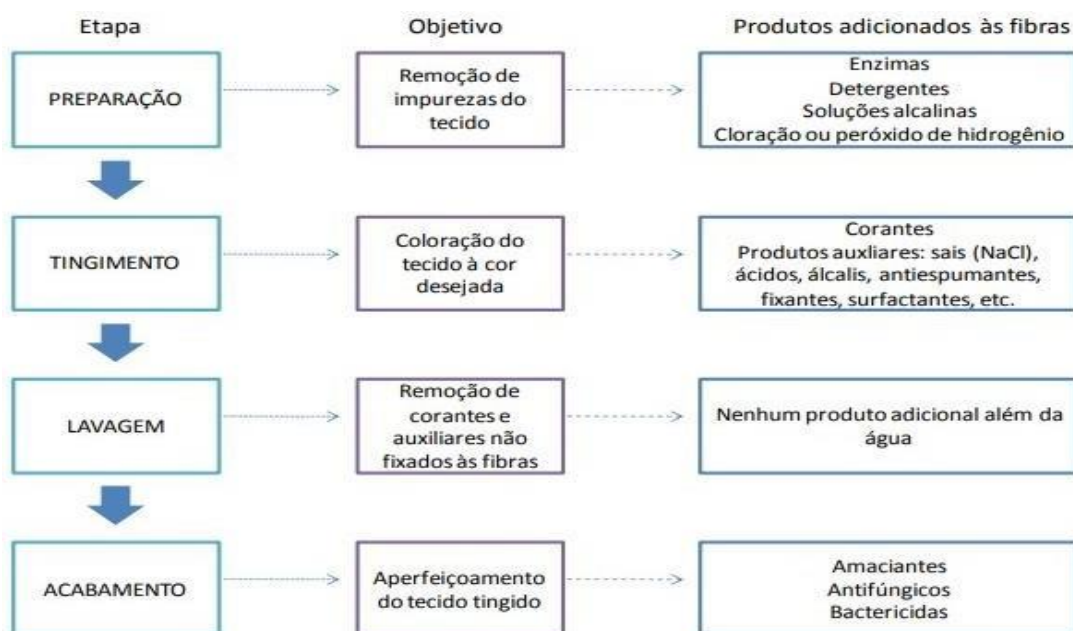 Etapa
Objetivo
Produtos adicionados às fibras
PREPARAÇÃO
Remoção de
impurezas do
tecido
Enzimas
Detergentes
Soluções alcalinas
Cloração ou peróxido de hidrogênio
TINGIMENTO
Coloração do
tecido à cor
desejada
Corantes
Produtos auxliares: sais (NaCl),
ácidos, álcalis, antiespumantes,
fixantes, surfactantes, etc.
LAVAGEM
Remoção de
corantes e
auxiliares não
fixados às fibras
Nenhum produto adicional além da
água
ACABAMENTO
Aperfeiçoamento
do tecido tingido
Amaciantes
Antifúngicos
Bactericidas